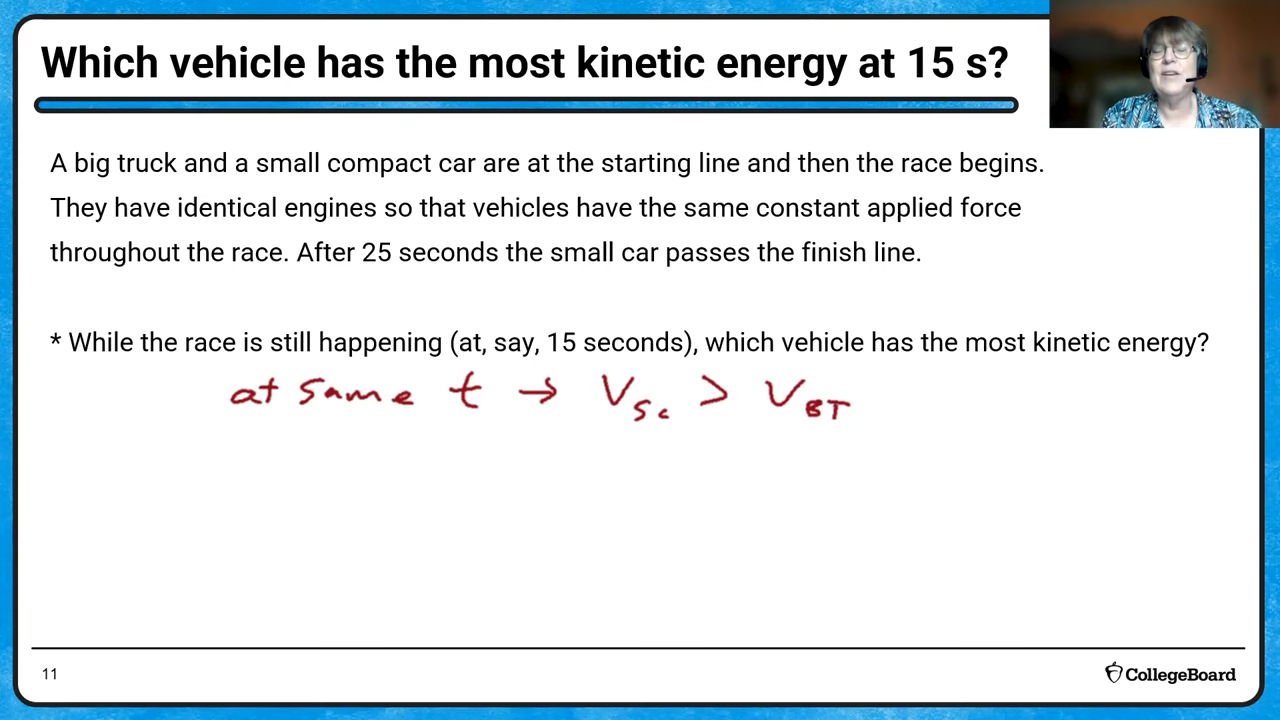 Which vehicle has the most kinetic energy at 15 s?
A big truck and a small compact car are at the starting line and then the race begins.
They have identical engines so that vehicles have the same constant applied force
throughout the race. After 25 seconds the small car passes the finish line.
* While the race is still happening (at, say, 15 seconds), which vehicle has the most kinetic energy?
at same t → V_Sc > V_BT
11
CollegeBoard